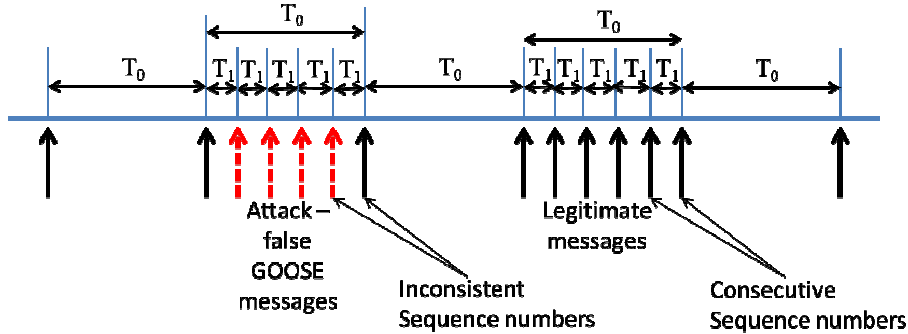 T₀ T₀
T₀ T₁ T₁ T₁ T₁ T₁ T₀ T₁ T₁ T₁ T₁ T₁ T₀
Attack –
false
GOOSE
messages
Legitimate
messages
Inconsistent
Sequence numbers
Consecutive
Sequence numbers